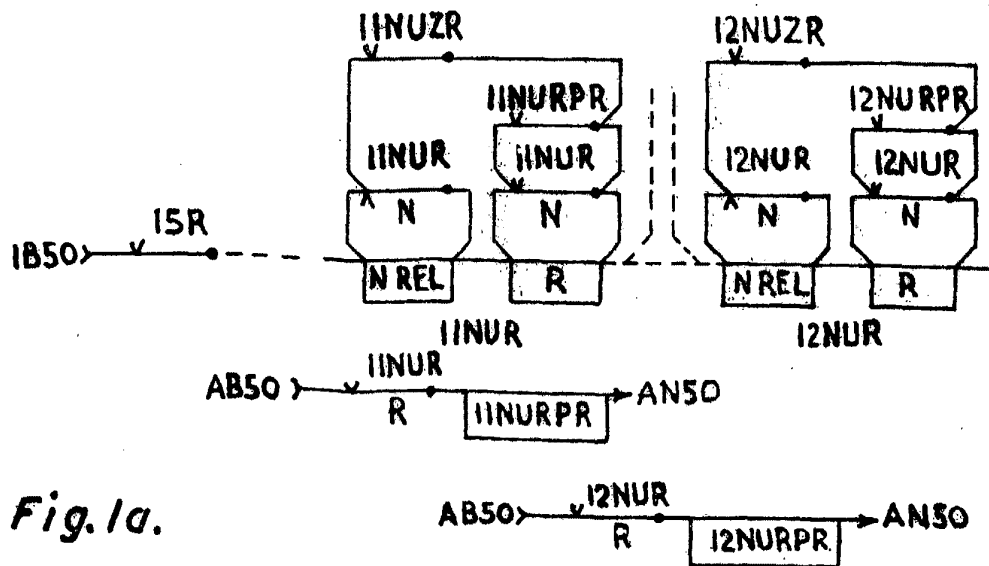 11NUZR 12NUZR
11NURPR 12NURPR
11NUR 11NUR 12NUR 12NUR
N N N N
1B50 15R
N REL R N REL R
11NUR 12NUR
11NUR
AB50 AN50
R 11NURPR
12NUR
AB50 AN50
R 12NURPR
Fig.1a.